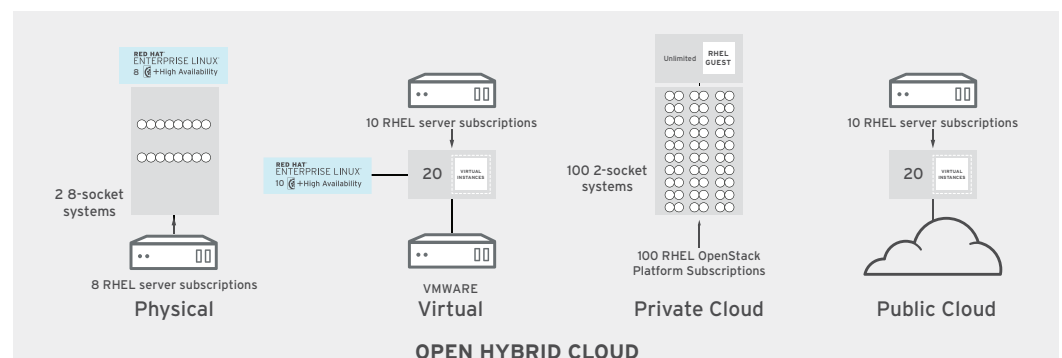 RED HAT
ENTERPRISE LINUX
8 +High Availability
2 8-socket
systems
8 RHEL server subscriptions
Physical
10 RHEL server subscriptions
RED HAT
ENTERPRISE LINUX
10 +High Availability
20
VIRTUAL
INSTANCES
VMWARE
Virtual
Unlimited
RHEL
GUEST
100 2-socket
systems
100 RHEL OpenStack
Platform Subscriptions
Private Cloud
10 RHEL server subscriptions
20
VIRTUAL
INSTANCES
Public Cloud
OPEN HYBRID CLOUD